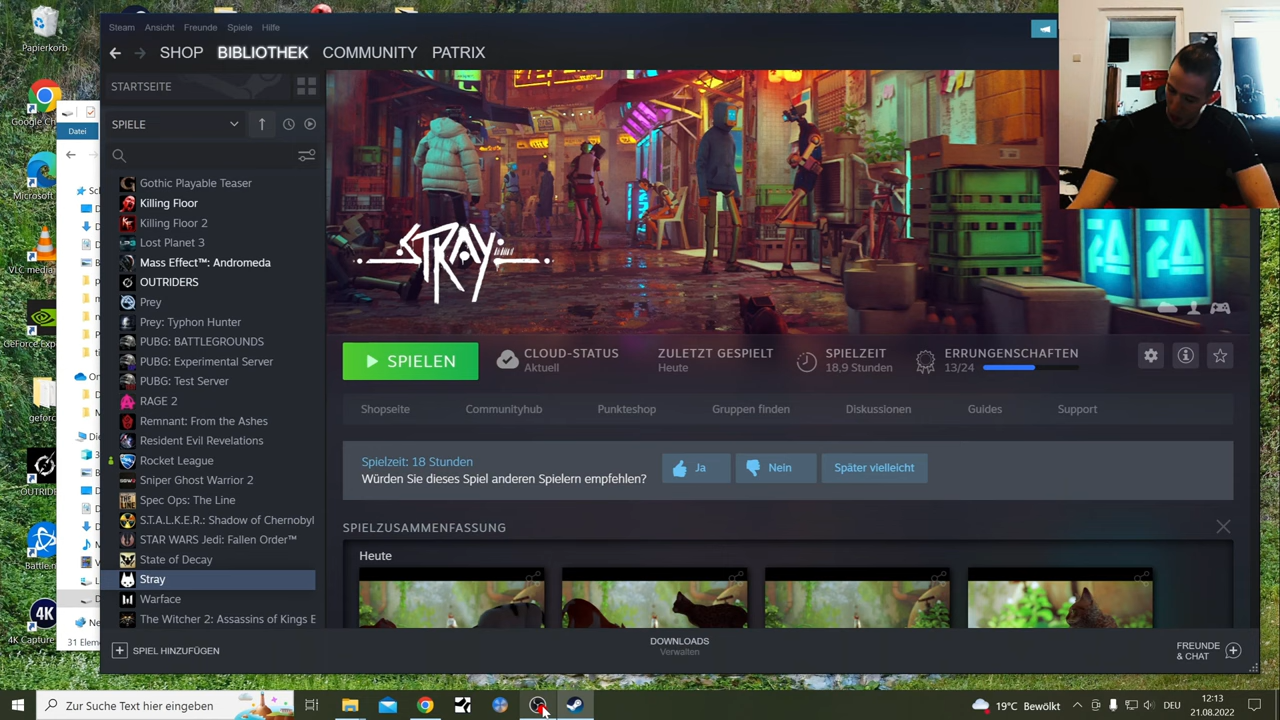 Papierkorb
Google Ch
Microsoft
VLC media
GeForce Exp
geforc
OUTRIDE
Battle.n
4K Capture
Datei
31 Elem
Steam Ansicht Freunde Spiele Hilfe
SHOP BIBLIOTHEK COMMUNITY PATRIX
STARTSEITE
SPIELE
Gothic Playable Teaser
Killing Floor
Killing Floor 2
Lost Planet 3
Mass Effect™: Andromeda
OUTRIDERS
Prey
Prey: Typhon Hunter
PUBG: BATTLEGROUNDS
PUBG: Experimental Server
PUBG: Test Server
RAGE 2
Remnant: From the Ashes
Resident Evil Revelations
Rocket League
Sniper Ghost Warrior 2
Spec Ops: The Line
S.T.A.L.K.E.R.: Shadow of Chernobyl
STAR WARS Jedi: Fallen Order™
State of Decay
Stray
Warface
The Witcher 2: Assassins of Kings E
SPIEL HINZUFÜGEN
STRAY
SPIELEN
CLOUD-STATUS
Aktuell
ZULETZT GESPIELT
Heute
SPIELZEIT
18,9 Stunden
ERRUNGENSCHAFTEN
13/24
Shopseite Communityhub Punkteshop Gruppen finden Diskussionen Guides Support
Spielzeit: 18 Stunden
Würden Sie dieses Spiel anderen Spielern empfehlen?
Ja Nein Später vielleicht
SPIELZUSAMMENFASSUNG
Heute
DOWNLOADS
Verwalten
FREUNDE
& CHAT
Zur Suche Text hier eingeben
19°C Bewölkt
DEU
12:13
21.08.2022